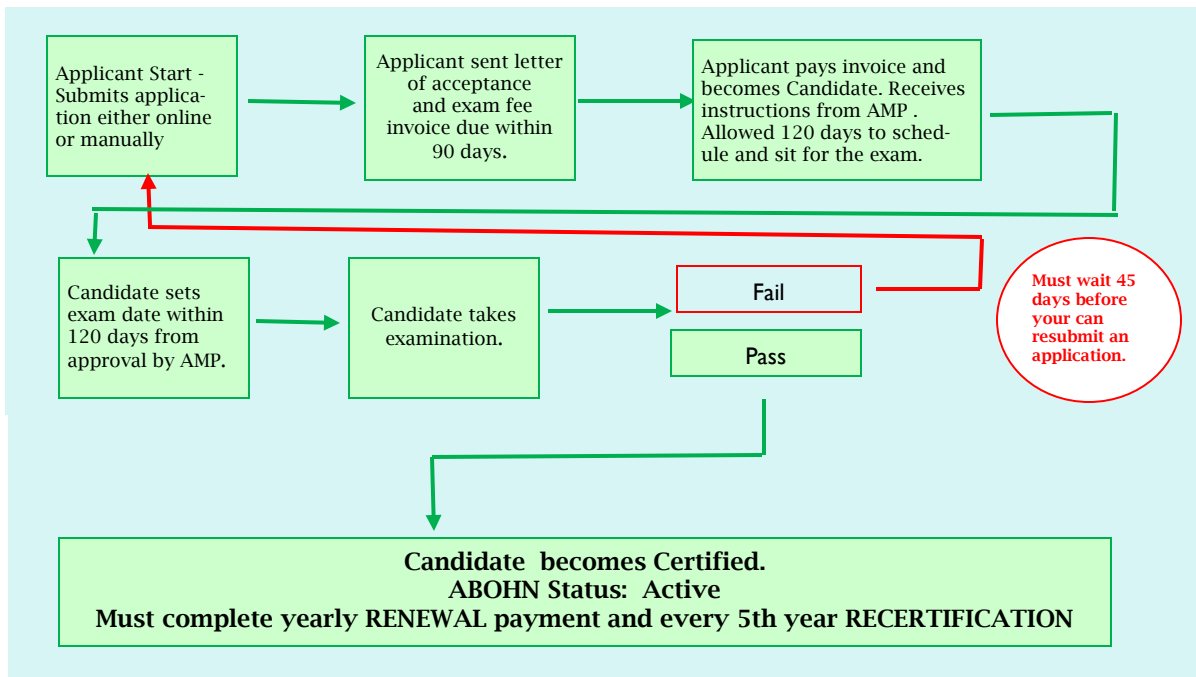 Applicant Start -
Submits applica-
tion either online
or manually
Applicant sent letter
of acceptance
and exam fee
invoice due within
90 days.
Applicant pays invoice and
becomes Candidate. Receives
instructions from AMP .
Allowed 120 days to sched-
ule and sit for the exam.
Candidate sets
exam date within
120 days from
approval by AMP.
Candidate takes
examination.
Fail
Pass
Must wait 45
days before
your can
resubmit an
application.
Candidate becomes Certified.
ABOHN Status: Active
Must complete yearly RENEWAL payment and every 5th year RECERTIFICATION